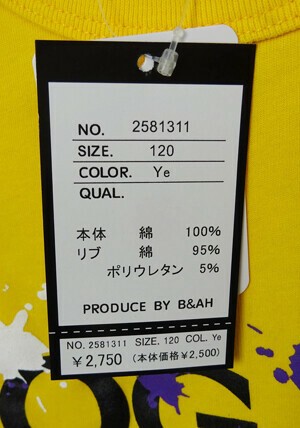 NO. 2581311
SIZE. 120
COLOR. Ye
QUAL.
本体 綿 100%
リブ 綿 95%
ポリウレタン 5%
PRODUCE BY B&AH
NO. 2581311 SIZE. 120 COL. Ye
￥2,750 (本体価格￥2,500)